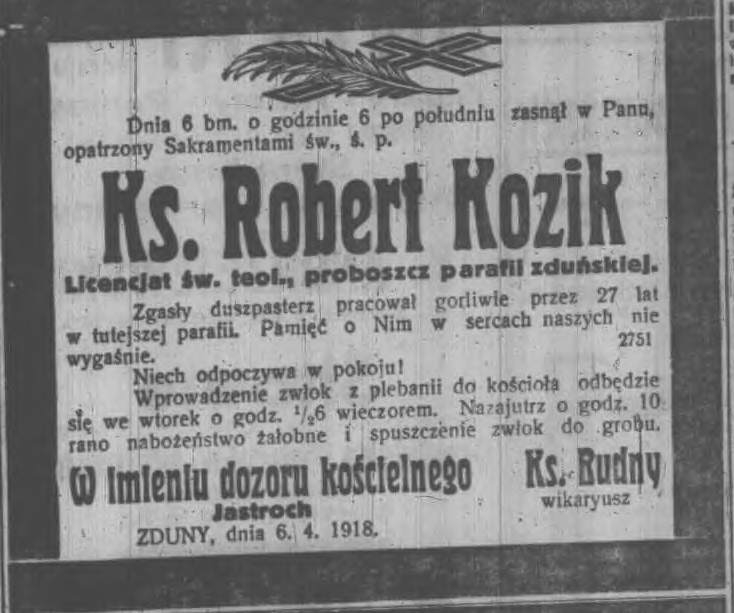 Dnia 6 bm. o godzinie 6 po południu zasnął w Panu,
opatrzony Sakramentami św., ś. p.
Ks. Robert Kozik
Licencjat św. teol., proboszcz parafii zduńskiej.
Zgasły duszpasterz pracował gorliwie przez 27 lat
w tutejszej parafii. Pamięć o Nim w sercach naszych nie
wygaśnie. 2751
Niech odpoczywa w pokoju!
Wprowadzenie zwłok z plebanii do kościoła odbędzie
się we wtorek o godz. ½6 wieczorem. Nazajutrz o godz. 10
rano nabożeństwo żałobne i spuszczenie zwłok do grobu.
W imieniu dozoru kościelnego Ks. Budny
Jastroch wikaryusz
ZDUNY, dnia 6. 4. 1918.